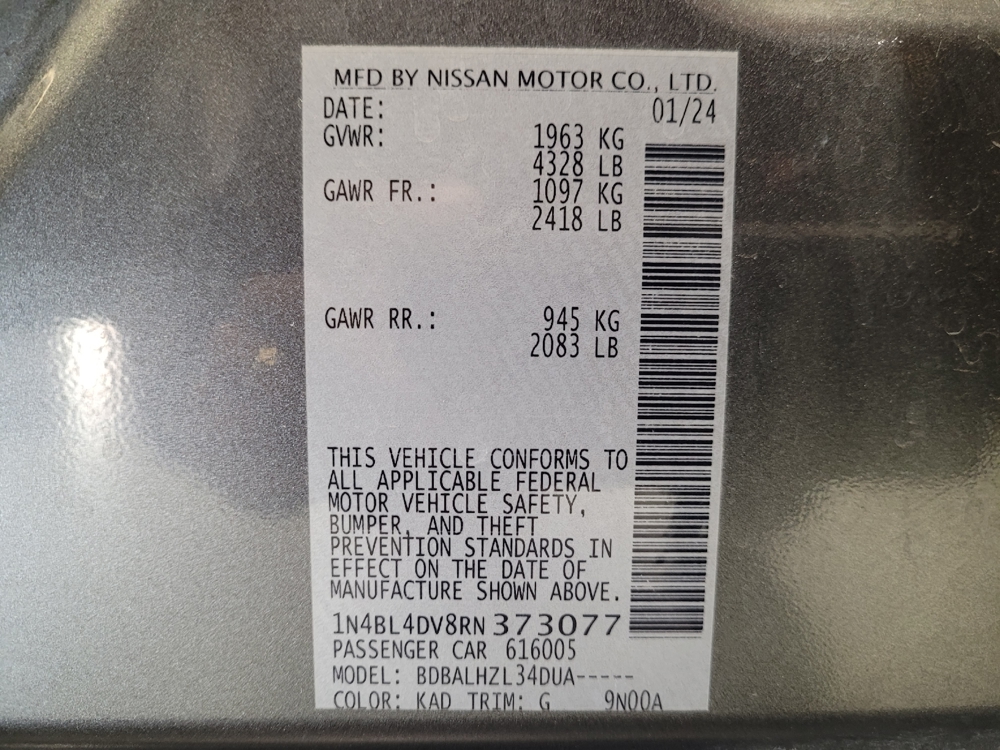 MFD BY NISSAN MOTOR CO., LTD.
DATE: 01/24
GVWR: 1963 KG
4328 LB
GAWR FR.: 1097 KG
2418 LB
GAWR RR.: 945 KG
2083 LB
THIS VEHICLE CONFORMS TO
ALL APPLICABLE FEDERAL
MOTOR VEHICLE SAFETY,
BUMPER, AND THEFT
PREVENTION STANDARDS IN
EFFECT ON THE DATE OF
MANUFACTURE SHOWN ABOVE.
1N4BL4DV8RN373077
PASSENGER CAR 616005
MODEL: BDBALHZL34DUA-----
COLOR: KAD TRIM: G 9N00A